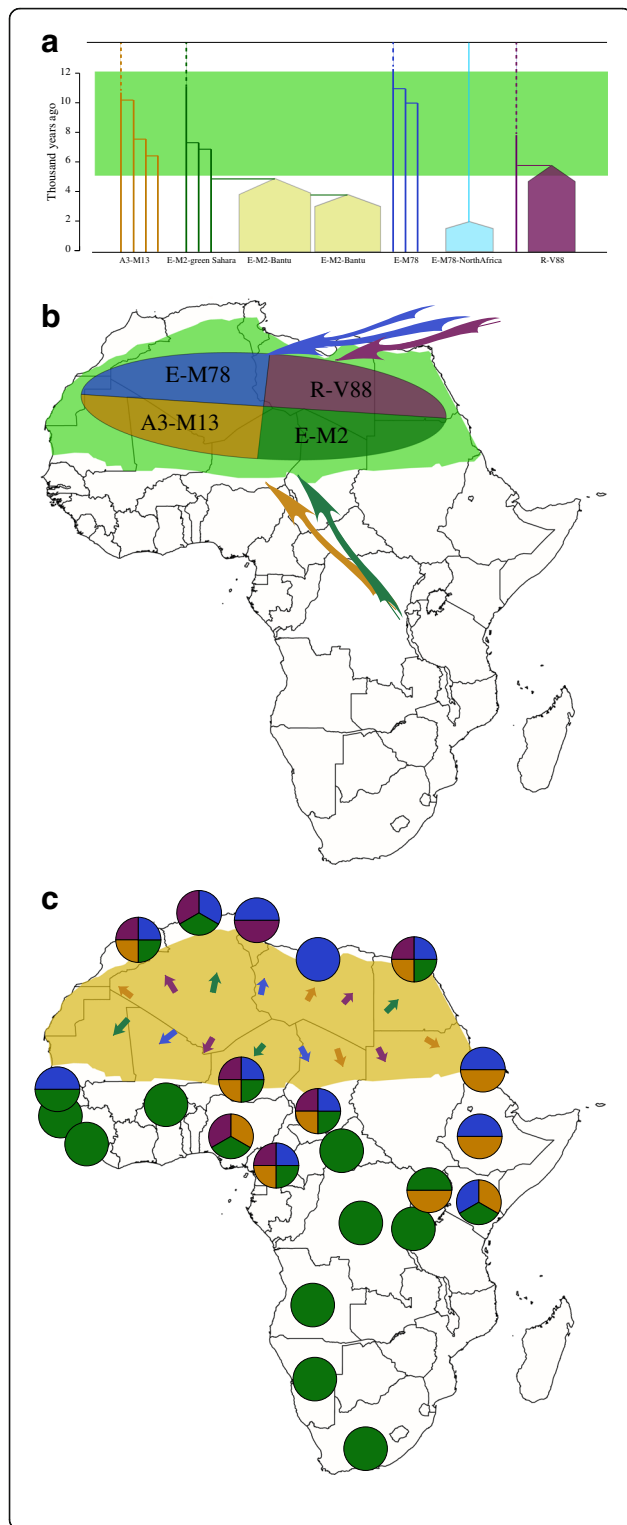 a
Thousand years ago
12
10
8
6
4
2
0
A3-M13 E-M2-green Sahara E-M2-Bantu E-M2-Bantu E-M78 E-M78-NorthAfrica R-V88
b
E-M78
R-V88
A3-M13
E-M2
c